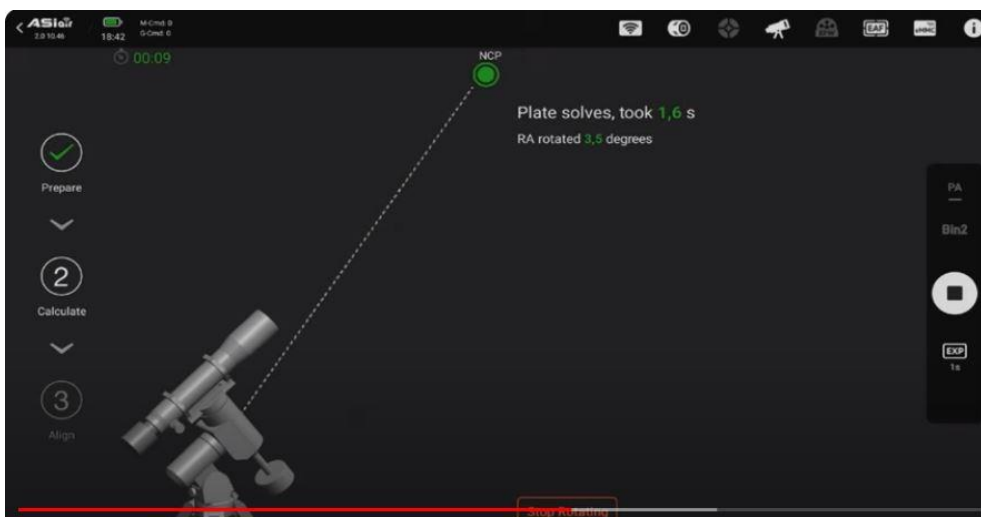 ASIair
2.0 10.46
18:42
M-Cmd: 0
G-Cmd: 0
EAF
eMMC
00:09
NCP
Plate solves, took 1,6 s
RA rotated 3,5 degrees
Prepare
2
Calculate
3
Align
PA
Bin2
EXP
1s
Stop Rotating